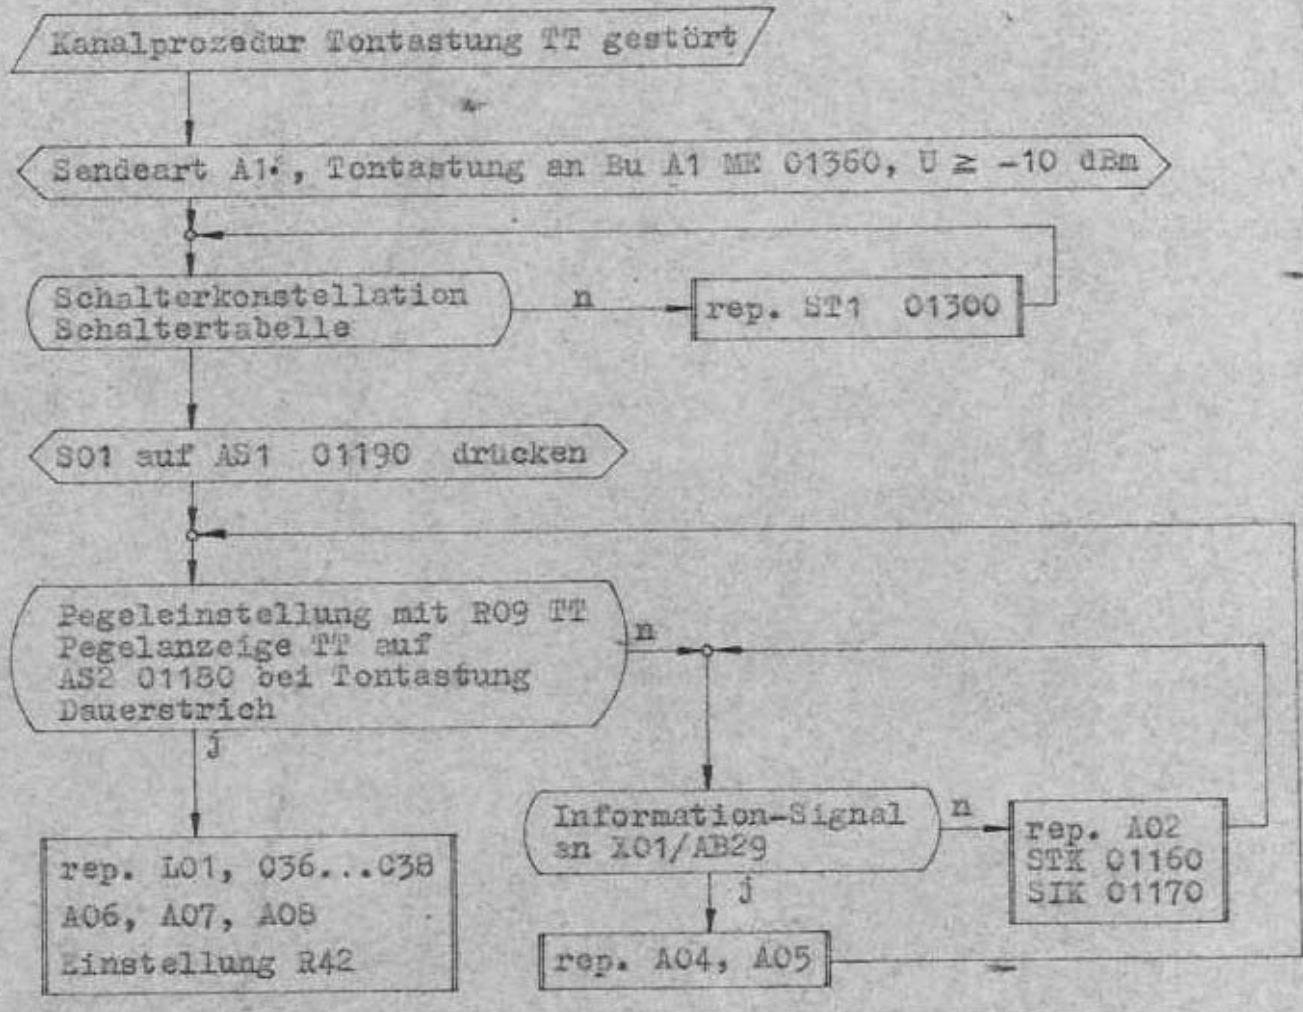 Kanalprozedur Tontastung TT gestört
Sendeart A1, Tontastung an Bu A1 ME 01360, U ≥ -10 dBm
Schalterkonstellation
Schaltertabelle
n
rep. ST1 01300
S01 auf AS1 01190 drücken
Pegeleinstellung mit R09 TT
Pegelanzeige TT auf
AS2 01180 bei Tontastung
Dauerstrich
n
j
Information-Signal
an X01/AB29
n
rep. A02
STK 01160
SIK 01170
j
rep. L01, C36...C38
A06, A07, A08
Einstellung R42
rep. A04, A05